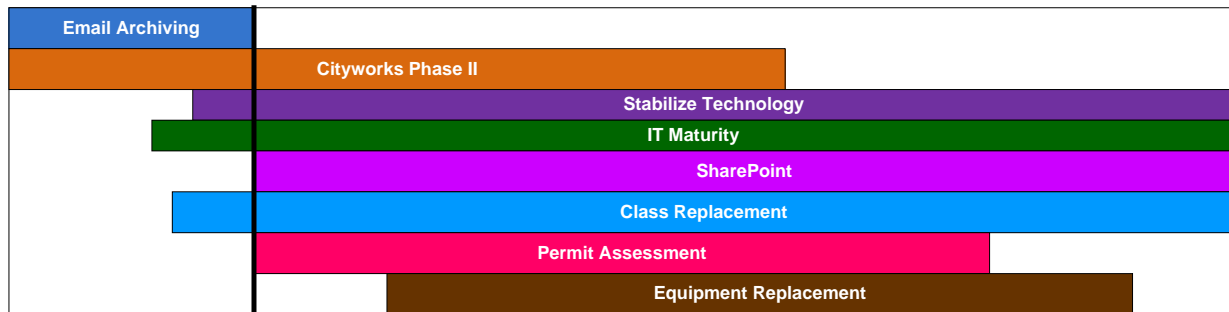 Email Archiving
Cityworks Phase II
Stabilize Technology
IT Maturity
SharePoint
Class Replacement
Permit Assessment
Equipment Replacement